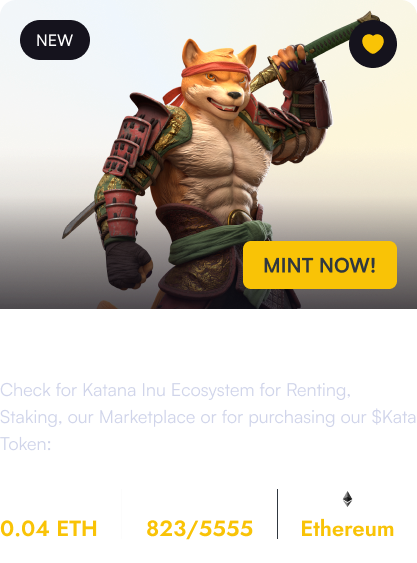 NEW
MINT NOW!
Check for Katana Inu Ecosystem for Renting,
Staking, our Marketplace or for purchasing our $Kata
Token:
0.04 ETH 823/5555 Ethereum